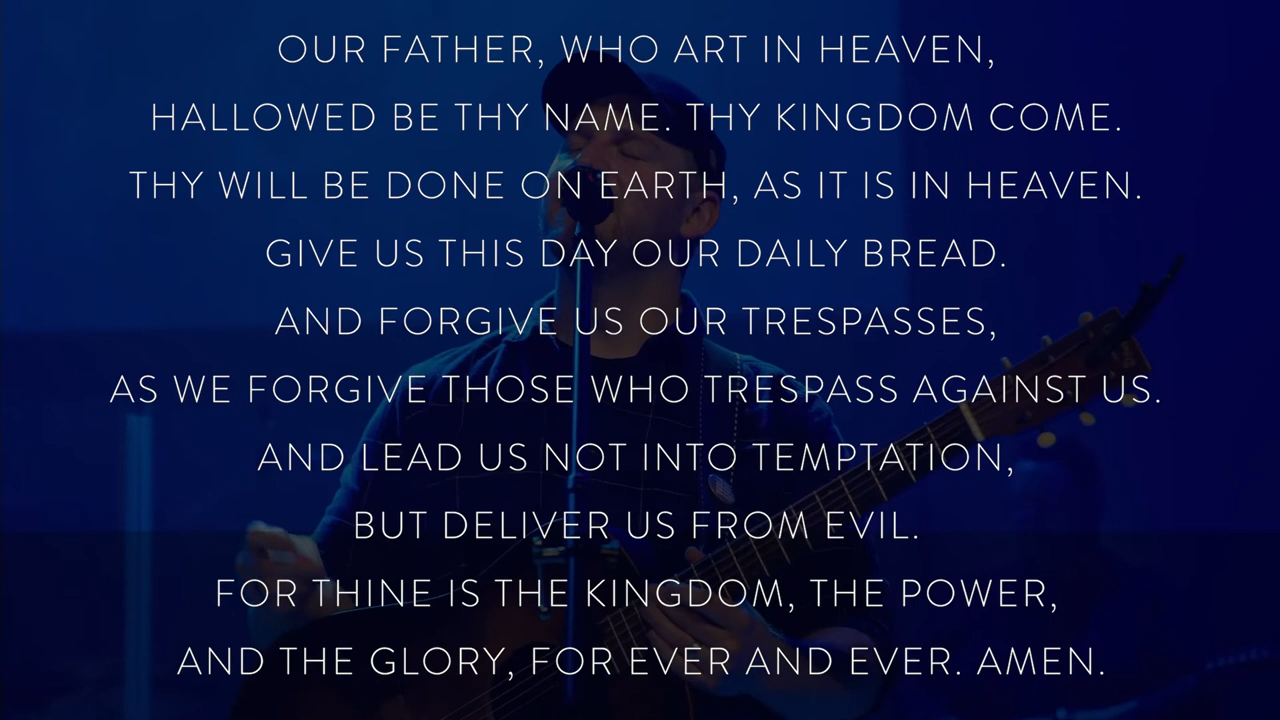 OUR FATHER, WHO ART IN HEAVEN,
HALLOWED BE THY NAME. THY KINGDOM COME.
THY WILL BE DONE ON EARTH, AS IT IS IN HEAVEN.
GIVE US THIS DAY OUR DAILY BREAD.
AND FORGIVE US OUR TRESPASSES,
AS WE FORGIVE THOSE WHO TRESPASS AGAINST US.
AND LEAD US NOT INTO TEMPTATION,
BUT DELIVER US FROM EVIL.
FOR THINE IS THE KINGDOM, THE POWER,
AND THE GLORY, FOR EVER AND EVER. AMEN.